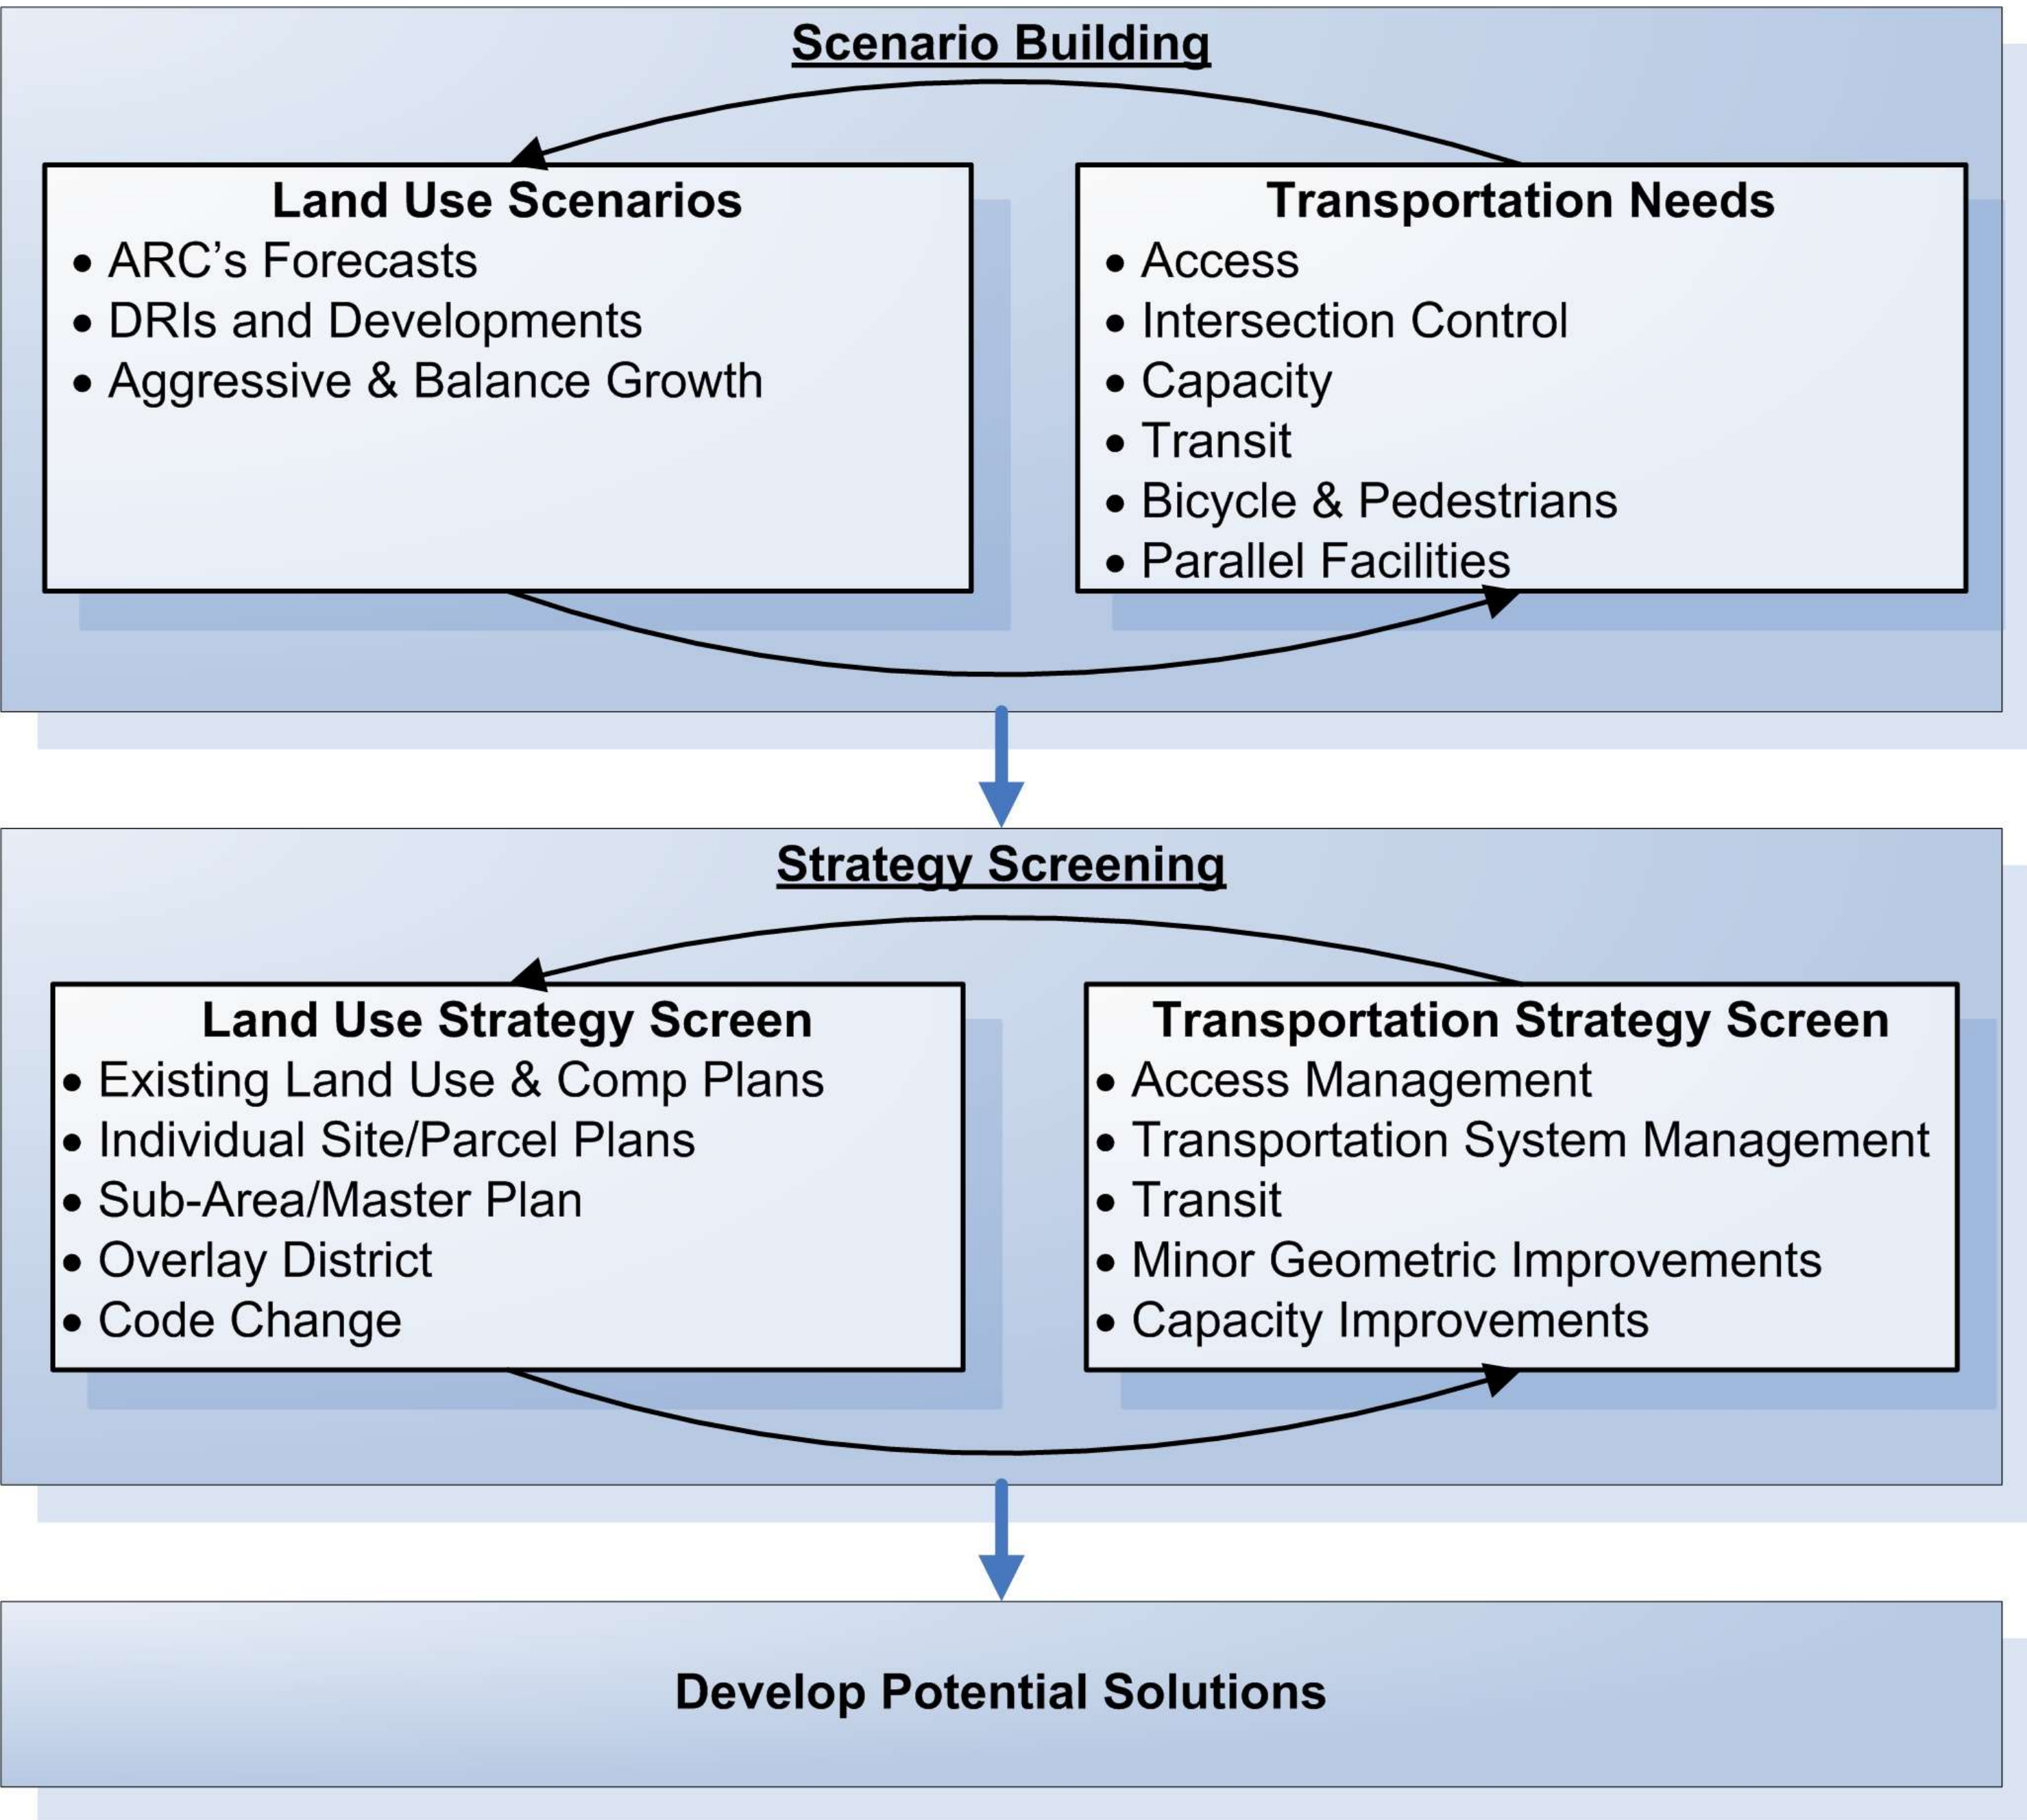 Scenario Building
Land Use Scenarios
• ARC’s Forecasts
• DRIs and Developments
• Aggressive & Balance Growth
Transportation Needs
• Access
• Intersection Control
• Capacity
• Transit
• Bicycle & Pedestrians
• Parallel Facilities
Strategy Screening
Land Use Strategy Screen
• Existing Land Use & Comp Plans
• Individual Site/Parcel Plans
• Sub-Area/Master Plan
• Overlay District
• Code Change
Transportation Strategy Screen
• Access Management
• Transportation System Management
• Transit
• Minor Geometric Improvements
• Capacity Improvements
Develop Potential Solutions